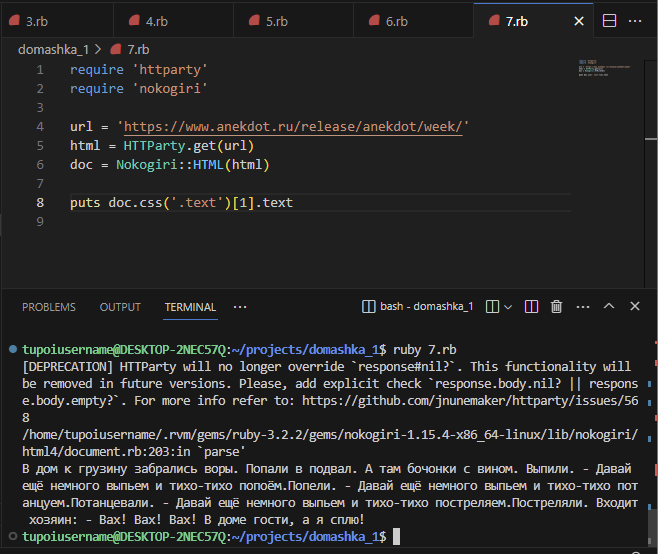 3.rb 4.rb 5.rb 6.rb 7.rb
domashka_1 > 7.rb
1 require 'httparty'
2 require 'nokogiri'
3
4 url = 'https://www.anekdot.ru/release/anekdot/week/'
5 html = HTTParty.get(url)
6 doc = Nokogiri::HTML(html)
7
8 puts doc.css('.text')[1].text
9
PROBLEMS OUTPUT TERMINAL ··· bash - domashka_1
tupoiusername@DESKTOP-2NEC57Q:~/projects/domashka_1$ ruby 7.rb
[DEPRECATION] HTTParty will no longer override `response#nil?`. This functionality will
be removed in future versions. Please, add explicit check `response.body.nil? || respons
e.body.empty?`. For more info refer to: https://github.com/jnunemaker/httparty/issues/56
8
/home/tupoiusername/.rvm/gems/ruby-3.2.2/gems/nokogiri-1.15.4-x86_64-linux/lib/nokogiri/
html4/document.rb:203:in `parse'
В дом к грузину забрались воры. Попали в подвал. А там бочонки с вином. Выпили. - Давай
ещё немного выпьем и тихо-тихо попоём.Попели. - Давай ещё немного выпьем и тихо-тихо пот
анцуем.Потанцевали. - Давай ещё немного выпьем и тихо-тихо постреляем.Постреляли. Входит
хозяин: - Вах! Вах! Вах! В доме гости, а я сплю!
tupoiusername@DESKTOP-2NEC57Q:~/projects/domashka_1$